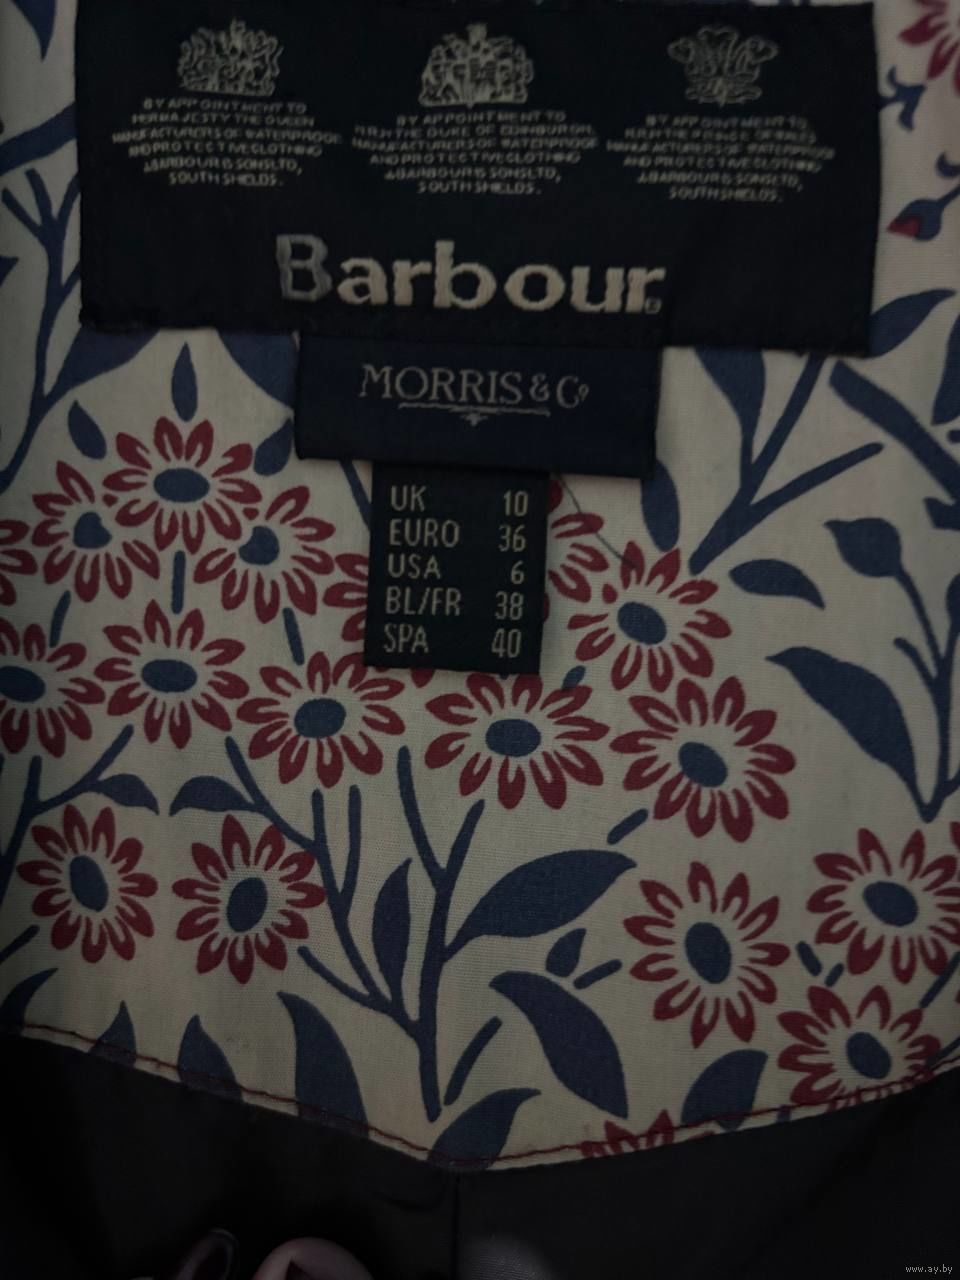 BY APPOINTMENT TO
HER MAJESTY THE QUEEN
MANUFACTURERS OF WATERPROOF
AND PROTECTIVE CLOTHING
J.BARBOUR & SONS LTD,
SOUTH SHIELDS.
BY APPOINTMENT TO
H.R.H THE DUKE OF EDINBURGH,
MANUFACTURERS OF WATERPROOF
AND PROTECTIVE CLOTHING
J.BARBOUR & SONS LTD,
SOUTH SHIELDS.
BY APPOINTMENT TO
H.R.H THE PRINCE OF WALES,
MANUFACTURERS OF WATERPROOF
AND PROTECTIVE CLOTHING
J.BARBOUR & SONS LTD,
SOUTH SHIELDS.
Barbour®
MORRIS & Co
UK 10
EURO 36
USA 6
BL/FR 38
SPA 40
www.ay.by